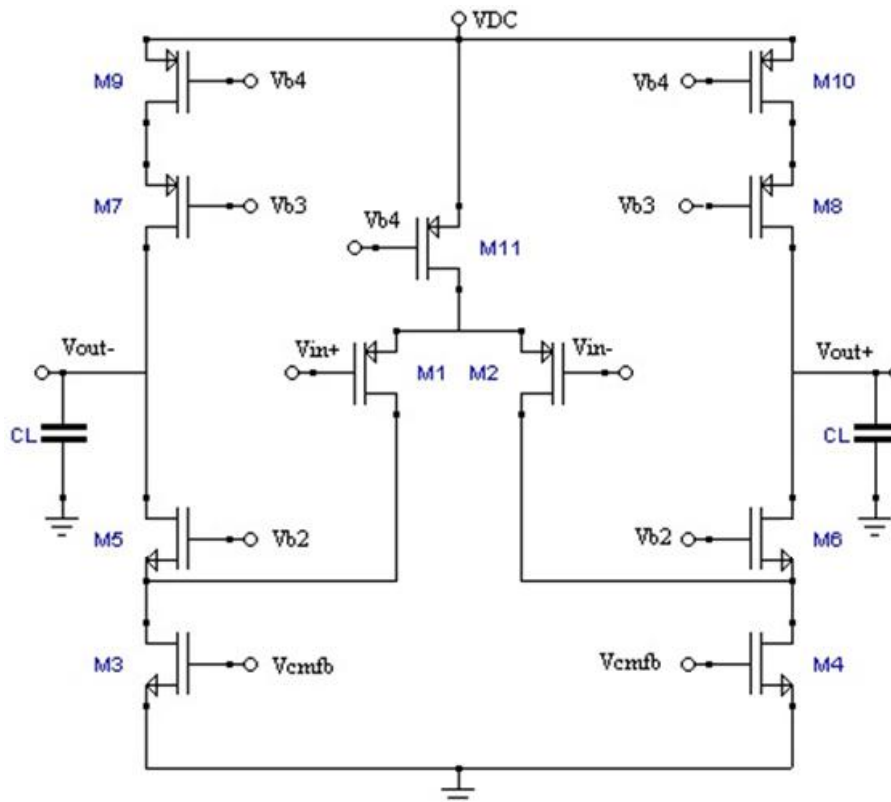 VDC
M9 Vb4 Vb4 M10
M7 Vb3 Vb3 M8
Vb4 M11
Vout- Vin+ M1 M2 Vin- Vout+
CL CL
M5 Vb2 Vb2 M6
M3 Vcmfb Vcmfb M4